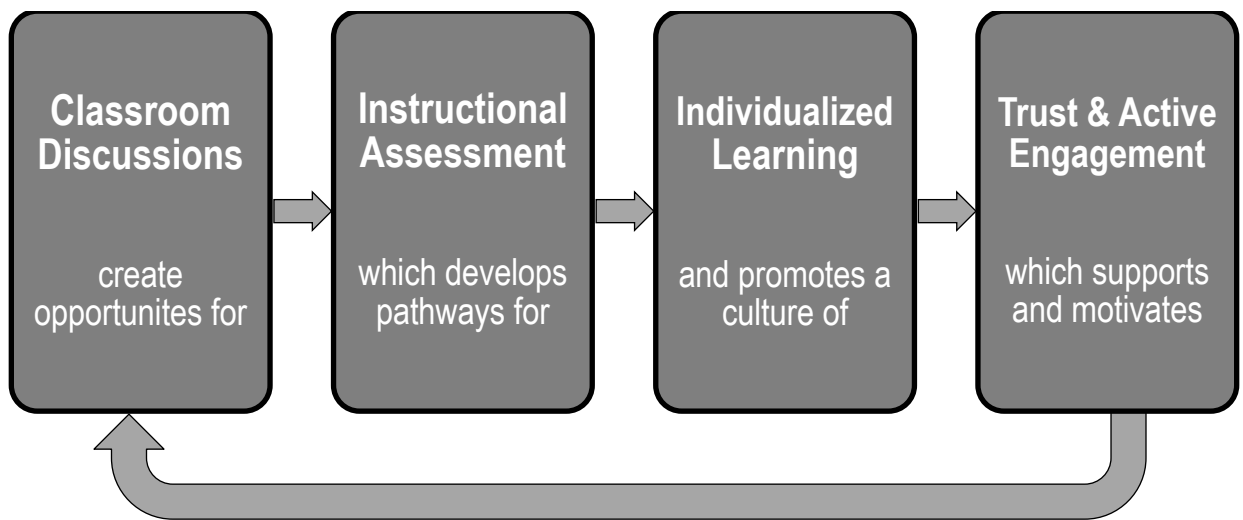 Classroom
Discussions
create
opportunites for
Instructional
Assessment
which develops
pathways for
Individualized
Learning
and promotes a
culture of
Trust & Active
Engagement
which supports
and motivates